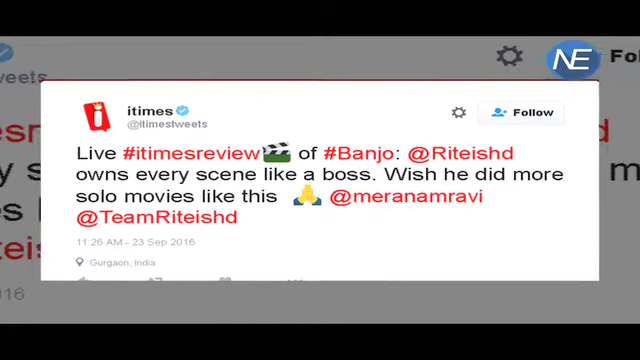 NE
itimes
@itimestweets
Follow
Live #itimesreview🎬 of #Banjo: @Riteishd
owns every scene like a boss. Wish he did more
solo movies like this 🙏 @meranamravi
@TeamRiteishd
11:26 AM - 23 Sep 2016
Gurgaon, India